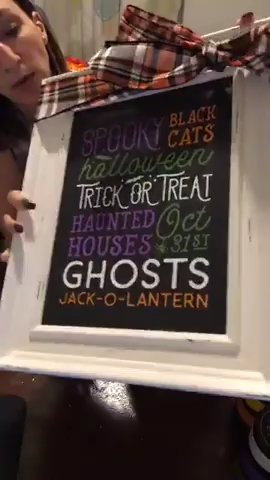 SPOOKY BLACK CATS
halloween
TRICK OR TREAT
HAUNTED HOUSES Oct 31ST
GHOSTS
JACK-O-LANTERN